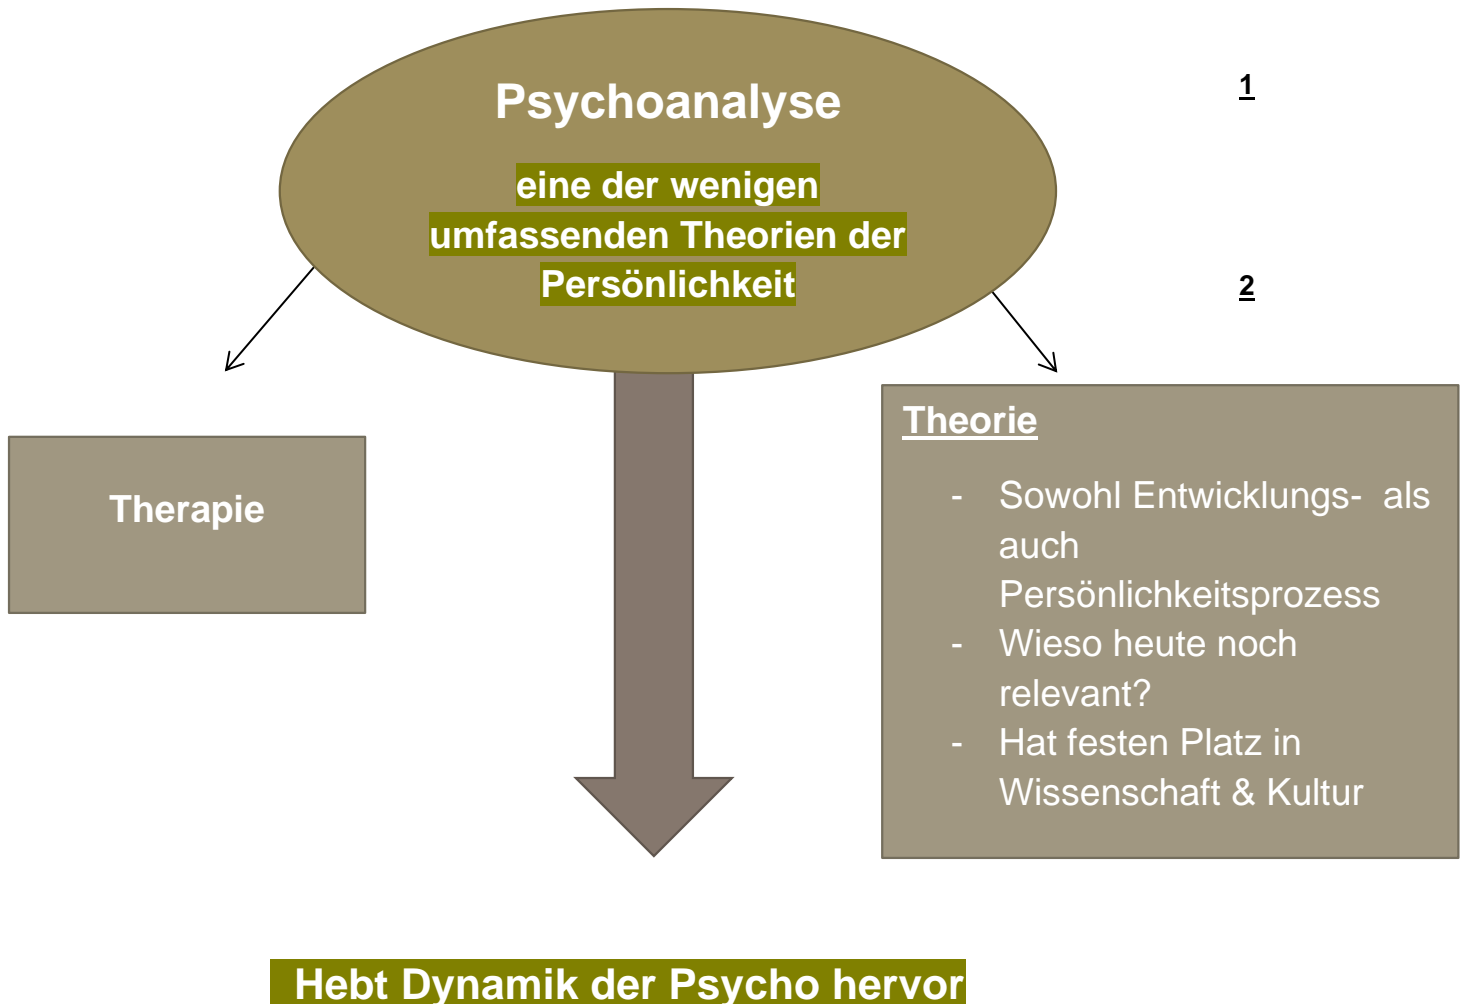 Psychoanalyse
1
eine der wenigen
umfassenden Theorien der
Persönlichkeit
2
Therapie
Theorie
- Sowohl Entwicklungs- als
auch
Persönlichkeitsprozess
- Wieso heute noch
relevant?
- Hat festen Platz in
Wissenschaft & Kultur
Hebt Dynamik der Psycho hervor